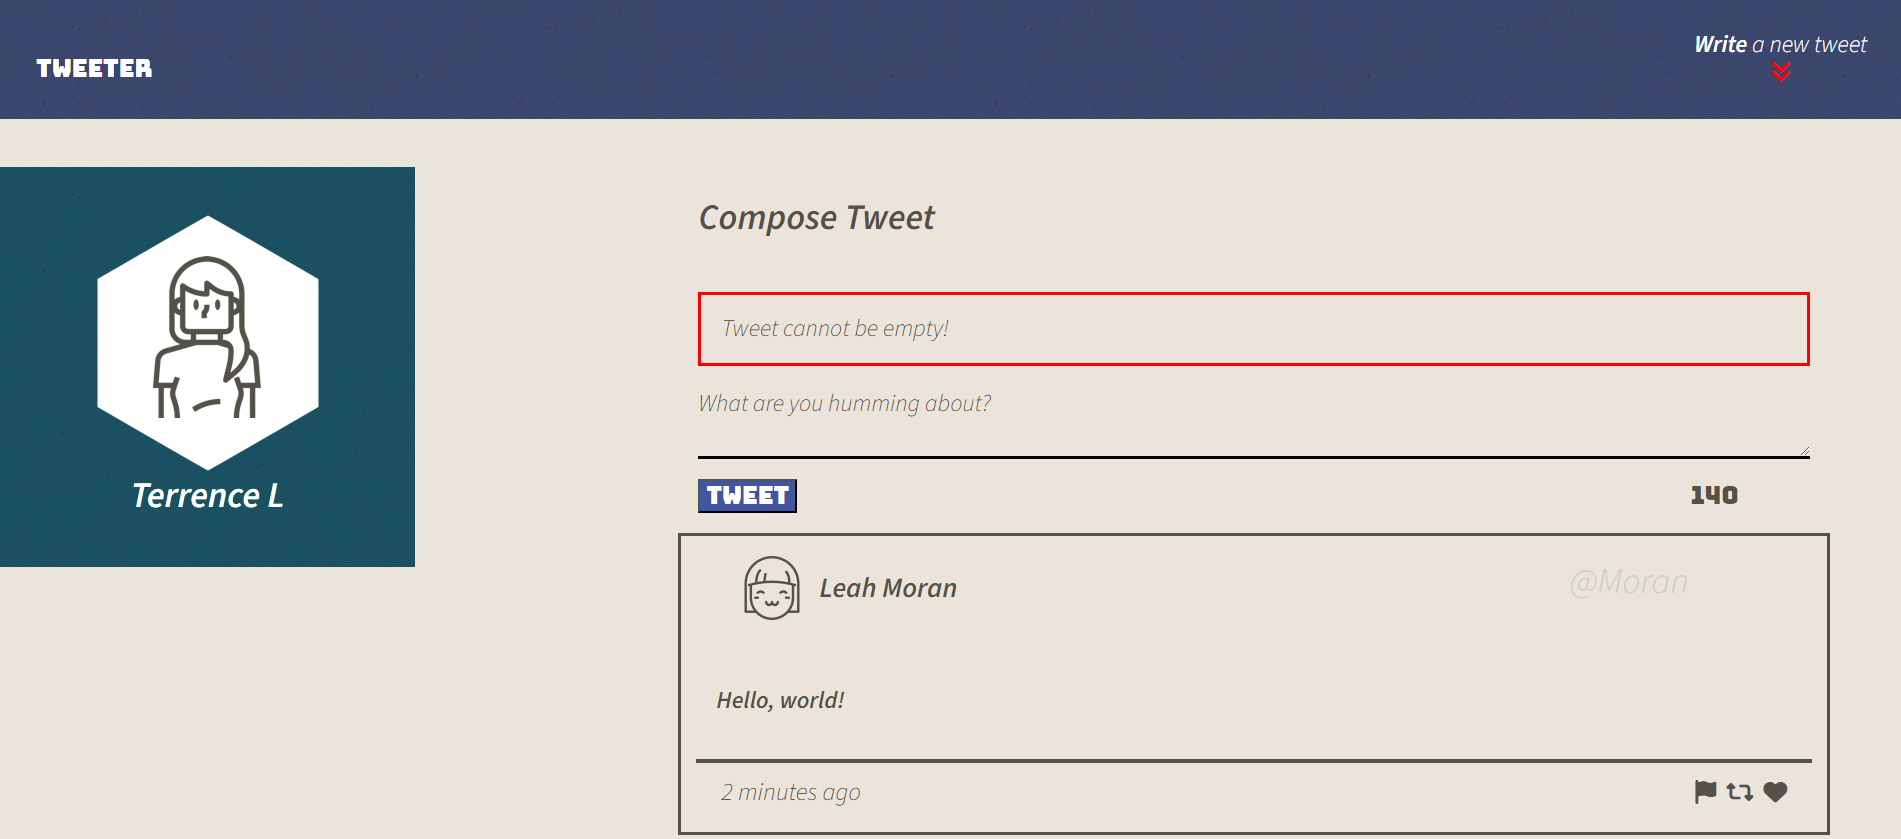 TWEETER
Write a new tweet
Terrence L
Compose Tweet
Tweet cannot be empty!
What are you humming about?
TWEET
140
Leah Moran
@Moran
Hello, world!
2 minutes ago